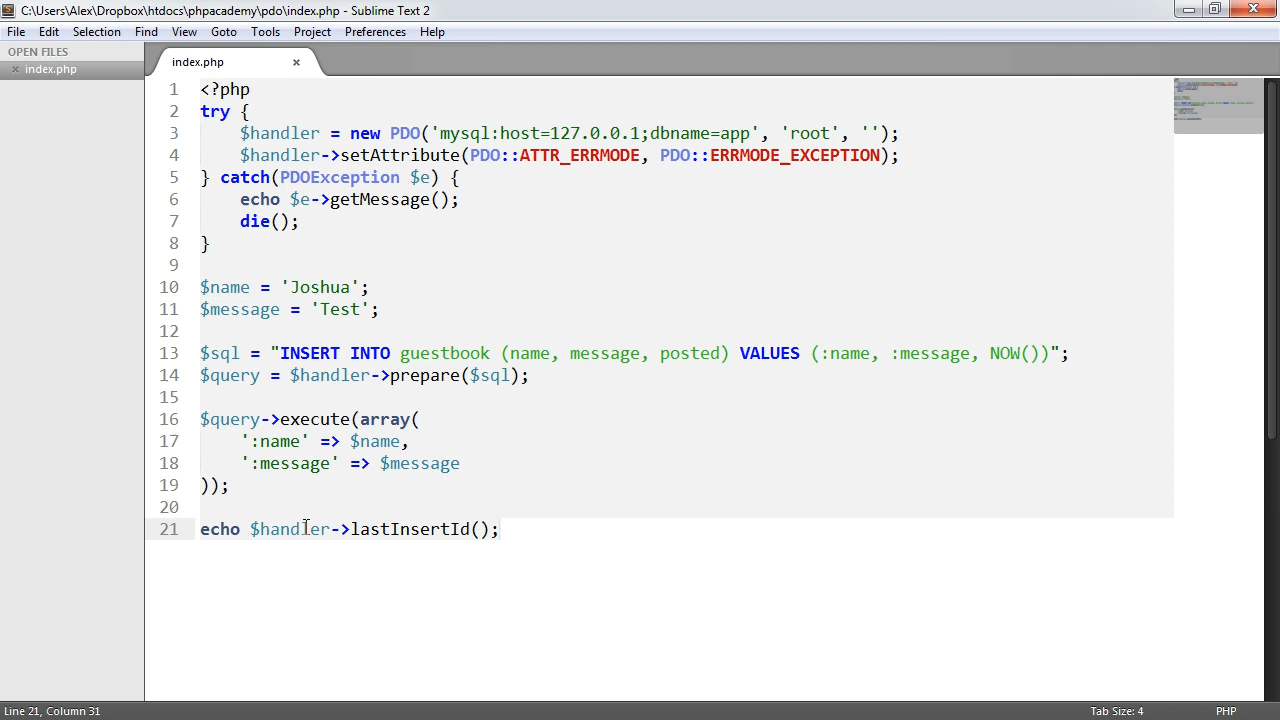 C:\Users\Alex\Dropbox\htdocs\phpacademy\pdo\index.php - Sublime Text 2
File Edit Selection Find View Goto Tools Project Preferences Help
OPEN FILES
index.php
index.php
1 <?php
2 try {
3 $handler = new PDO('mysql:host=127.0.0.1;dbname=app', 'root', '');
4 $handler->setAttribute(PDO::ATTR_ERRMODE, PDO::ERRMODE_EXCEPTION);
5 } catch(PDOException $e) {
6 echo $e->getMessage();
7 die();
8 }
9
10 $name = 'Joshua';
11 $message = 'Test';
12
13 $sql = "INSERT INTO guestbook (name, message, posted) VALUES (:name, :message, NOW())";
14 $query = $handler->prepare($sql);
15
16 $query->execute(array(
17 ':name' => $name,
18 ':message' => $message
19 ));
20
21 echo $handler->lastInsertId();
Line 21, Column 31 Tab Size: 4 PHP